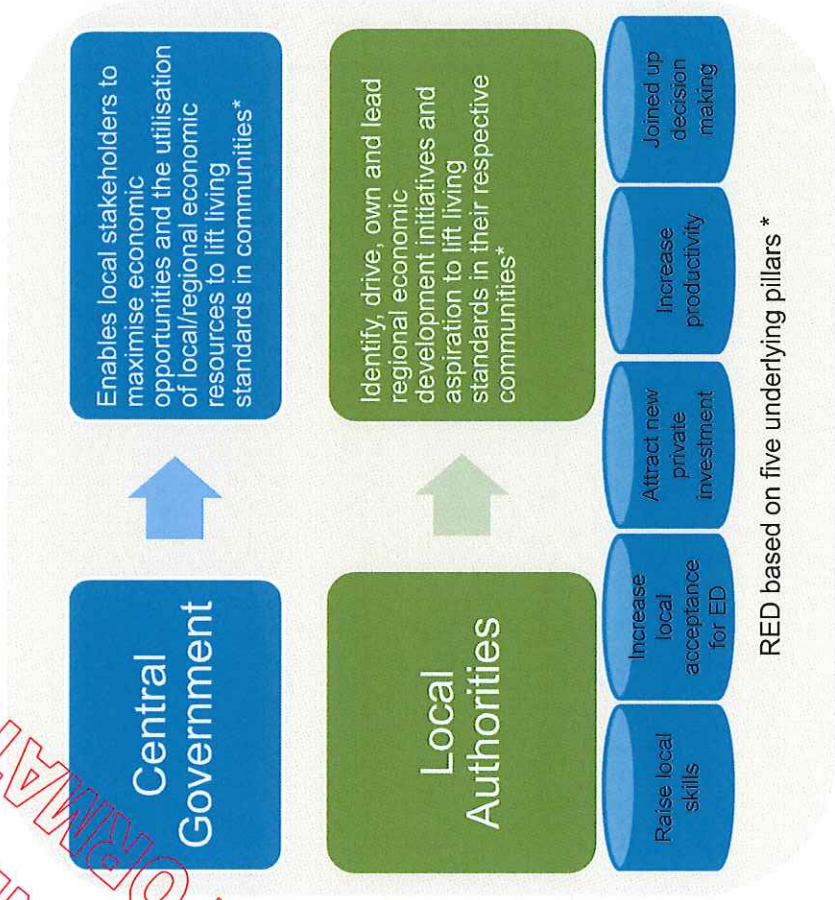 Central
Government
Enables local stakeholders to
maximise economic
opportunities and the utilisation
of local/regional economic
resources to lift living
standards in communities*
Local
Authorities
Identify, drive, own and lead
regional economic
development initiatives and
aspiration to lift living
standards in their respective
communities*
Raise local
skills
Increase
local
acceptance
for ED
Attract new
private
investment
Increase
productivity
Joined up
decision
making
RED based on five underlying pillars *